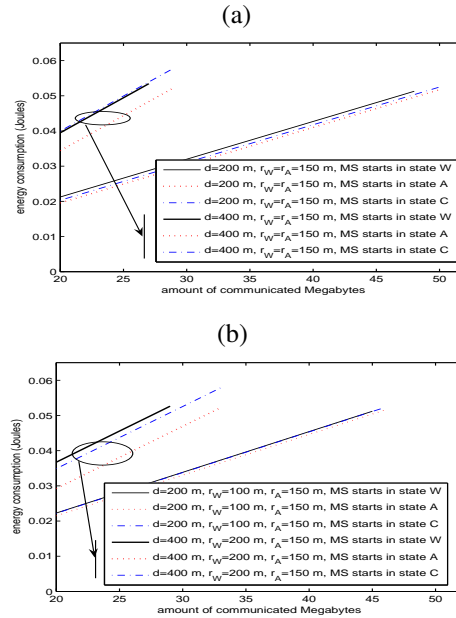 (a)
0.06
0.05
0.04
0.03
0.02
0.01
0
energy consumption (Joules)
d=200 m, r_W=r_A=150 m, MS starts in state W
d=200 m, r_W=r_A=150 m, MS starts in state A
d=200 m, r_W=r_A=150 m, MS starts in state C
d=400 m, r_W=r_A=150 m, MS starts in state W
d=400 m, r_W=r_A=150 m, MS starts in state A
d=400 m, r_W=r_A=150 m, MS starts in state C
20 25 30 35 40 45 50
amount of communicated Megabytes
(b)
0.06
0.05
0.04
0.03
0.02
0.01
0
energy consumption (Joules)
d=200 m, r_W=100 m, r_A=150 m, MS starts in state W
d=200 m, r_W=100 m, r_A=150 m, MS starts in state A
d=200 m, r_W=100 m, r_A=150 m, MS starts in state C
d=400 m, r_W=200 m, r_A=150 m, MS starts in state W
d=400 m, r_W=200 m, r_A=150 m, MS starts in state A
d=400 m, r_W=200 m, r_A=150 m, MS starts in state C
20 25 30 35 40 45 50
amount of communicated Megabytes